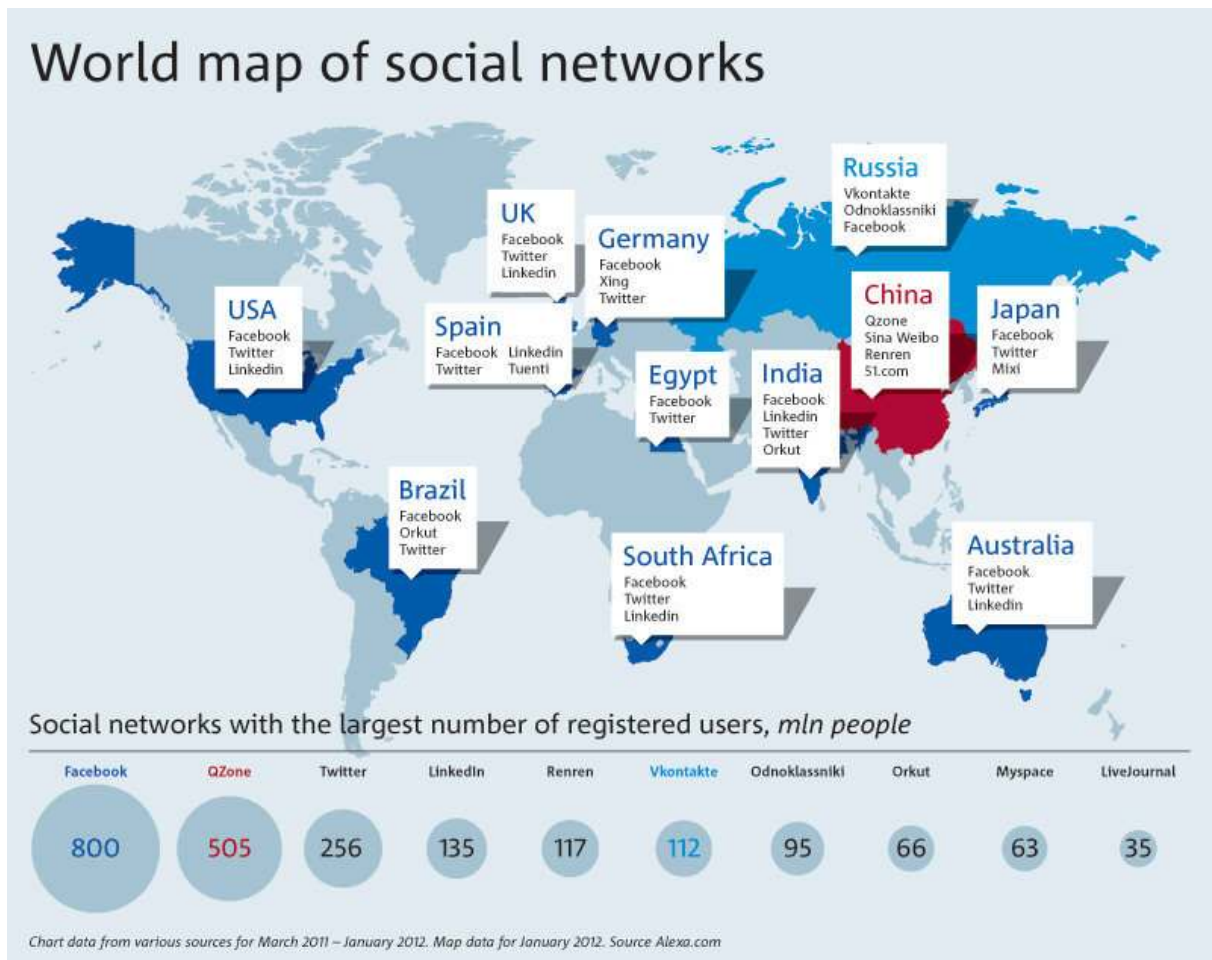 World map of social networks
Russia
Vkontakte
Odnoklassniki
Facebook
UK
Facebook
Twitter
Linkedin
Germany
Facebook
Xing
Twitter
China
Qzone
Sina Weibo
Renren
51.com
USA
Facebook
Twitter
Linkedin
Spain
Facebook Linkedin
Twitter Tuenti
Japan
Facebook
Twitter
Mixi
Egypt
Facebook
Twitter
India
Facebook
Linkedin
Twitter
Orkut
Brazil
Facebook
Orkut
Twitter
South Africa
Facebook
Twitter
Linkedin
Australia
Facebook
Twitter
Linkedin
Social networks with the largest number of registered users, mln people
Facebook QZone Twitter LinkedIn Renren Vkontakte Odnoklassniki Orkut Myspace LiveJournal
800 505 256 135 117 112 95 66 63 35
Chart data from various sources for March 2011 – January 2012. Map data for January 2012. Source Alexa.com